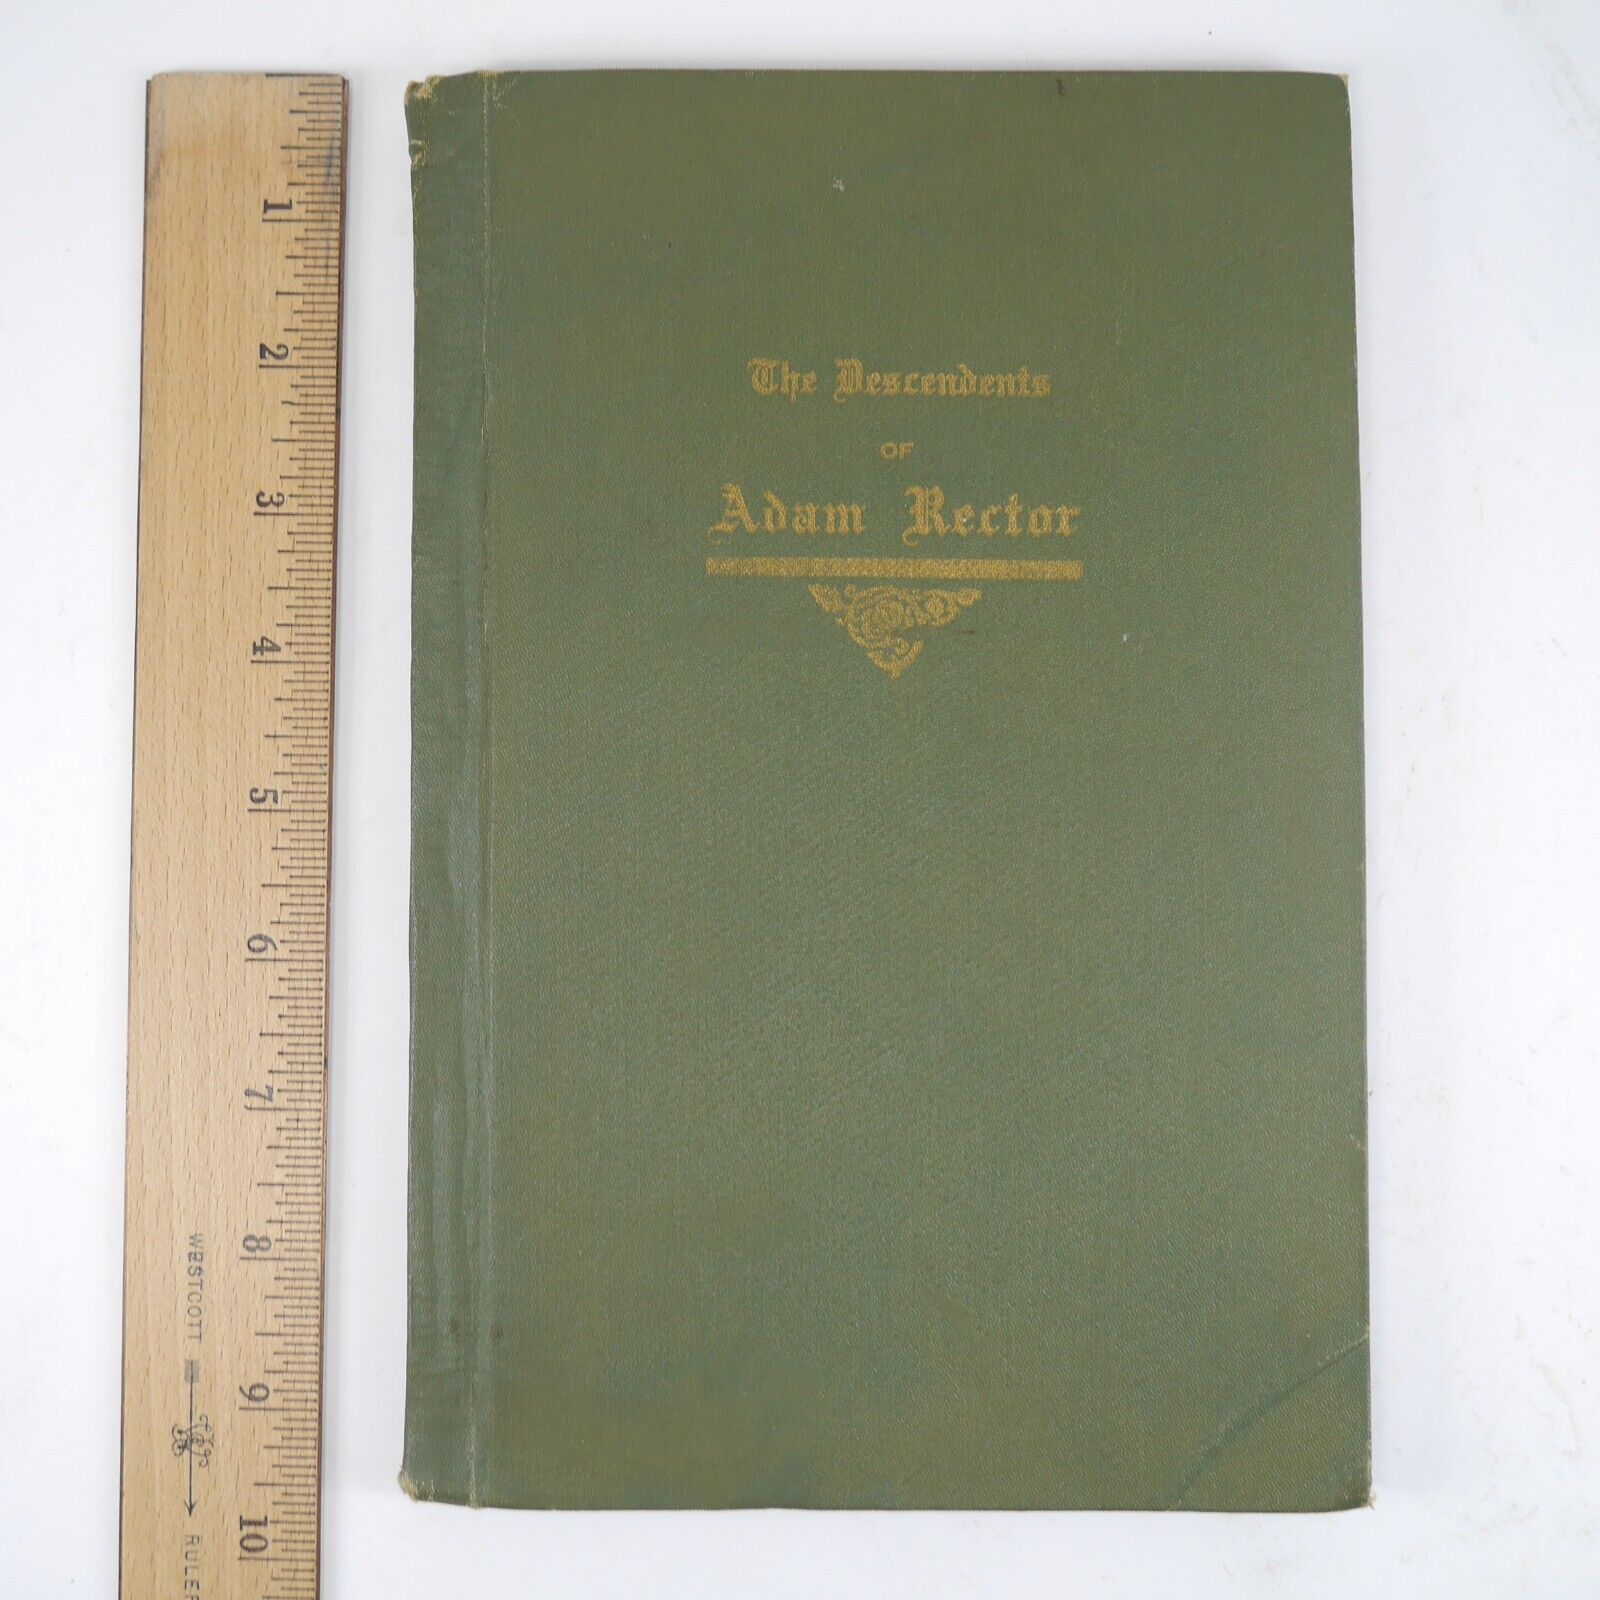 The Descendents
OF
Adam Rector
1
2
3
4
5
6
7
8
9
10
WESTCOTT
RULER